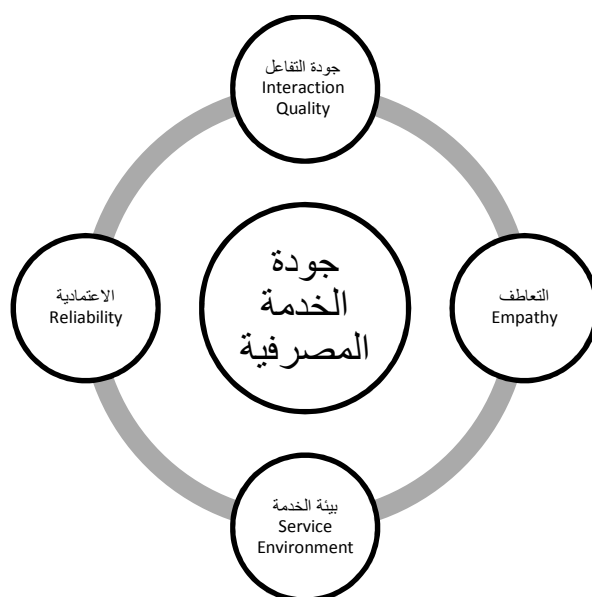 جودة التفاعل
Interaction
Quality
الاعتمادية
Reliability
جودة
الخدمة
المصرفية
التعاطف
Empathy
بيئة الخدمة
Service
Environment